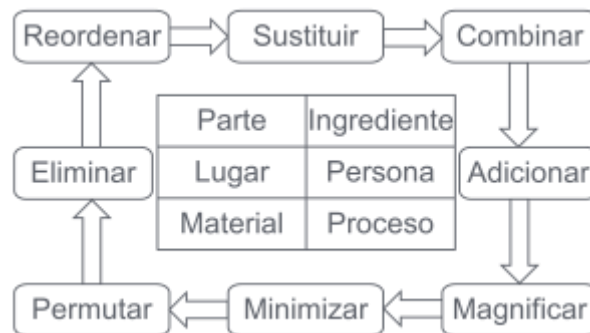 Reordenar Sustituir Combinar
Parte Ingrediente
Eliminar Lugar Persona Adicionar
Material Proceso
Permutar Minimizar Magnificar